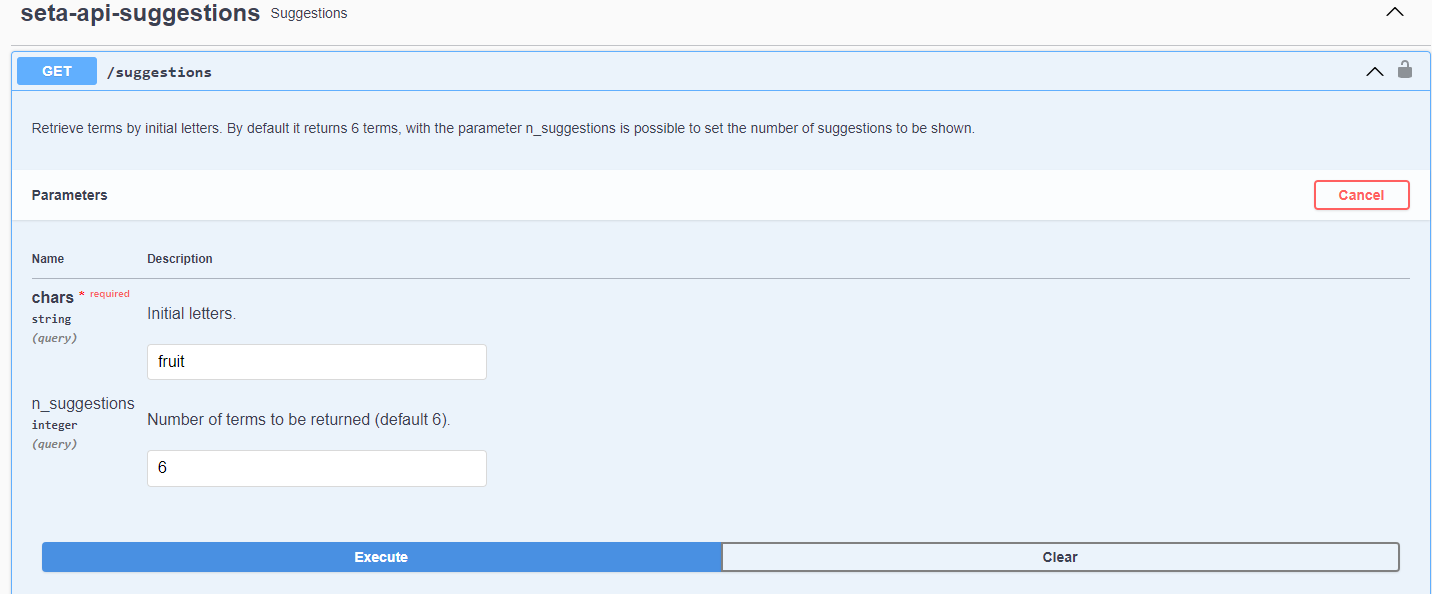 seta-api-suggestions Suggestions
GET /suggestions
Retrieve terms by initial letters. By default it returns 6 terms, with the parameter n_suggestions is possible to set the number of suggestions to be shown.
Parameters Cancel
Name Description
chars * required
string
(query)
Initial letters.
fruit
n_suggestions
integer
(query)
Number of terms to be returned (default 6).
6
Execute Clear